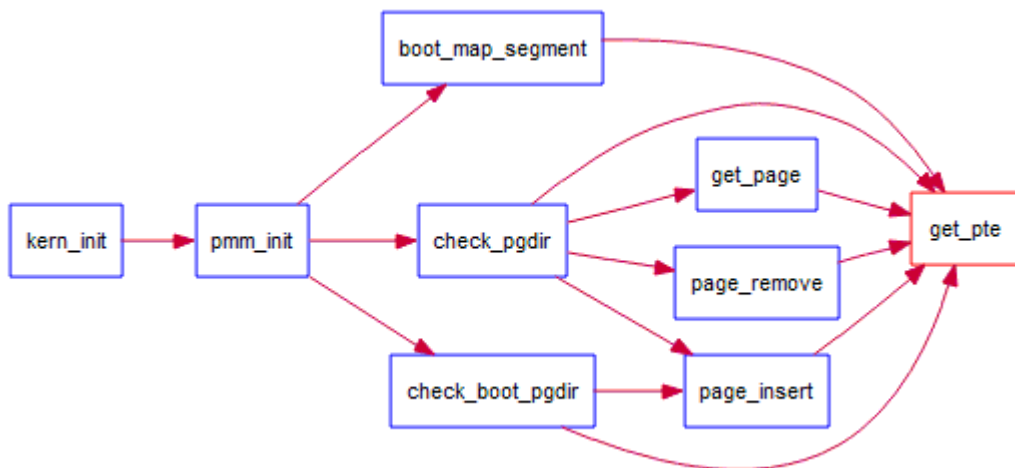 boot_map_segment
get_page
kern_init
pmm_init
check_pgdir
get_pte
page_remove
check_boot_pgdir
page_insert